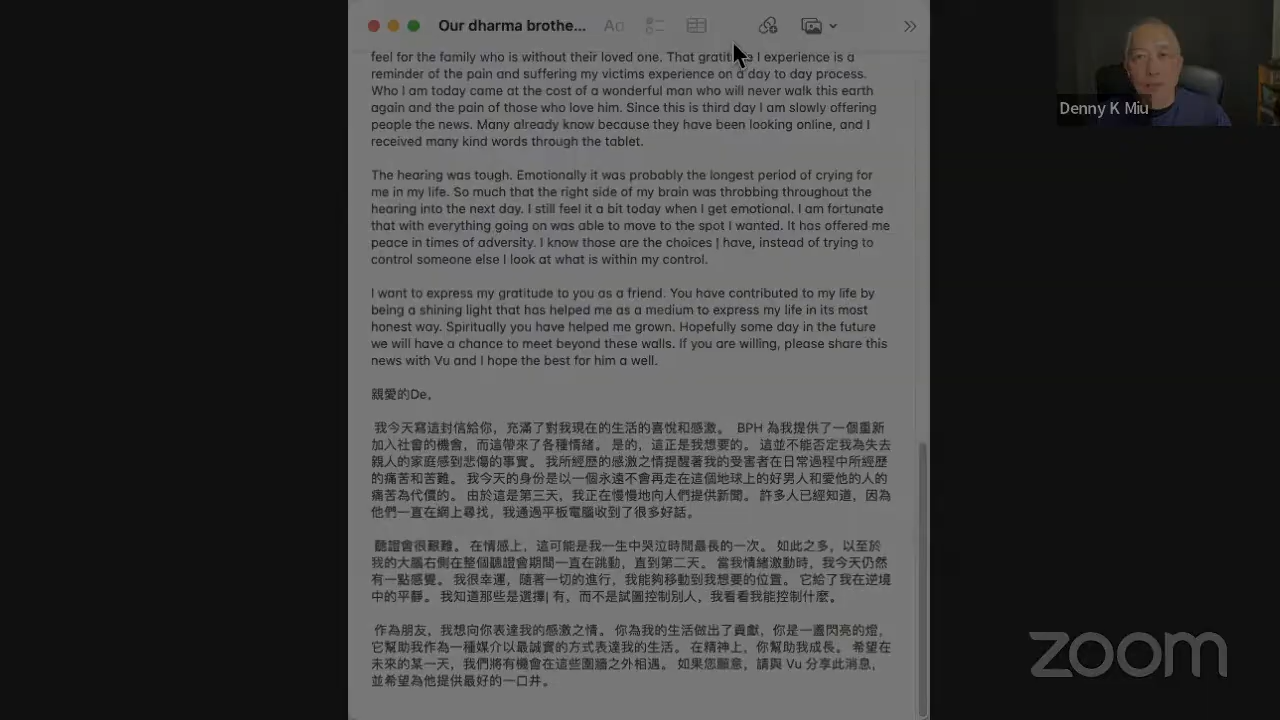 Our dharma brothe...
Denny K Miu
feel for the family who is without their loved one. That gratitude I experience is a
reminder of the pain and suffering my victims experience on a day to day process.
Who I am today came at the cost of a wonderful man who will never walk this earth
again and the pain of those who love him. Since this is third day I am slowly offering
people the news. Many already know because they have been looking online, and I
received many kind words through the tablet.
The hearing was tough. Emotionally it was probably the longest period of crying for
me in my life. So much that the right side of my brain was throbbing throughout the
hearing into the next day. I still feel it a bit today when I get emotional. I am fortunate
that with everything going on was able to move to the spot I wanted. It has offered me
peace in times of adversity. I know those are the choices | have, instead of trying to
control someone else I look at what is within my control.
I want to express my gratitude to you as a friend. You have contributed to my life by
being a shining light that has helped me as a medium to express my life in its most
honest way. Spiritually you have helped me grown. Hopefully some day in the future
we will have a chance to meet beyond these walls. If you are willing, please share this
news with Vu and I hope the best for him a well.
親愛的De，
我今天寫這封信給你，充滿了對我現在的生活的喜悅和感激。 BPH 為我提供了一個重新
加入社會的機會，而這帶來了各種情緒。 是的，這正是我想要的。 這並不能否定我為失去
親人的家庭感到悲傷的事實。 我所經歷的感激之情提醒著我的受害者在日常過程中所經歷
的痛苦和苦難。 我今天的身份是以一個永遠不會再走在這個地球上的好男人和愛他的人的
痛苦為代價的。 由於這是第三天，我正在慢慢地向人們提供新聞。 許多人已經知道，因為
他們一直在網上尋找，我通過平板電腦收到了很多好話。
聽證會很艱難。 在情感上，這可能是我一生中哭泣時間最長的一次。 如此之多，以至於
我的大腦右側在整個聽證會期間一直在跳動，直到第二天。 當我情緒激動時，我今天仍然
有一點感覺。 我很幸運，隨著一切的進行，我能夠移動到我想要的位置。 它給了我在逆境
中的平靜。 我知道那些是選擇| 有，而不是試圖控制別人，我看看我能控制什麼。
作為朋友，我想向你表達我的感激之情。 你為我的生活做出了貢獻，你是一盞閃亮的燈，
它幫助我作為一種媒介以最誠實的方式表達我的生活。 在精神上，你幫助我成長。 希望在
未來的某一天，我們將有機會在這些圍牆之外相遇。 如果您願意，請與 Vu 分享此消息，
並希望為他提供最好的一口井。
zoom